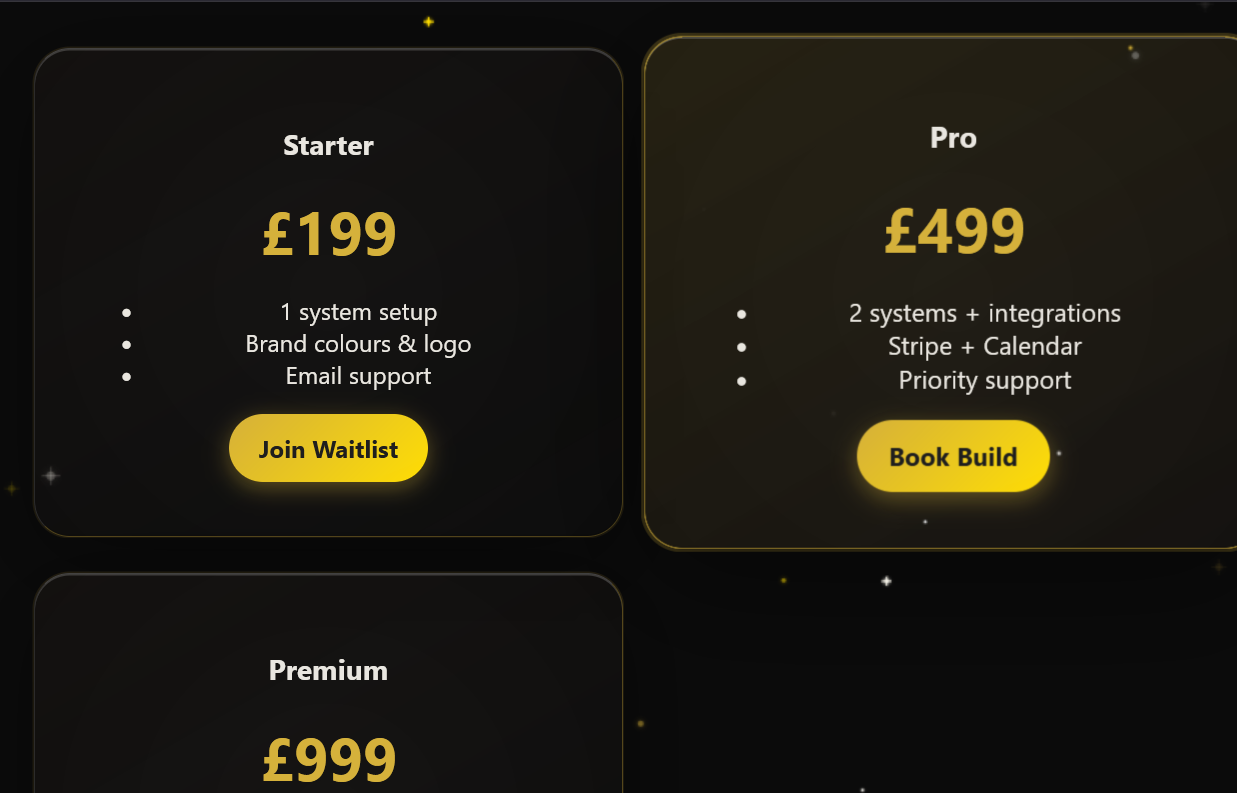 Starter
£199
• 1 system setup
• Brand colours & logo
• Email support
Join Waitlist
Pro
£499
• 2 systems + integrations
• Stripe + Calendar
• Priority support
Book Build
Premium
£999